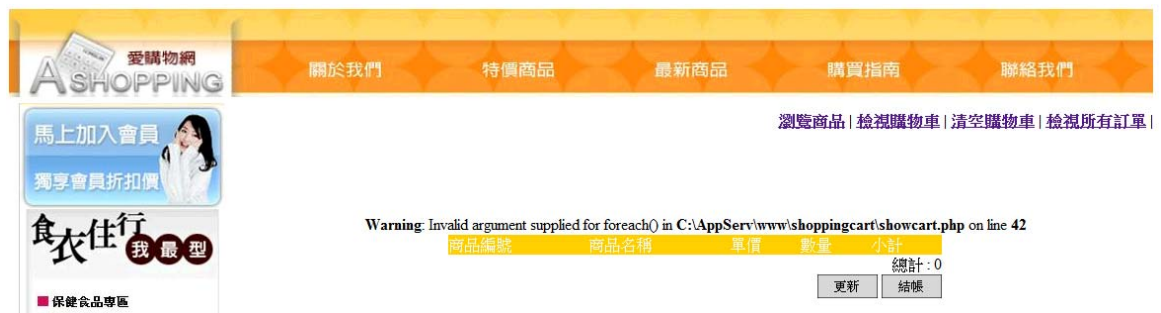 愛購物網
ASHOPPING
關於我們 特價商品 最新商品 購買指南 聯絡我們
馬上加入會員
獨享會員折扣價
瀏覽商品 | 檢視購物車 | 清空購物車 | 檢視所有訂單 |
食衣住行我最型
Warning: Invalid argument supplied for foreach() in C:\AppServ\www\shoppingcart\showcart.php on line 42
商品編號 商品名稱 單價 數量 小計
總計 : 0
更新 結帳
保健食品專區